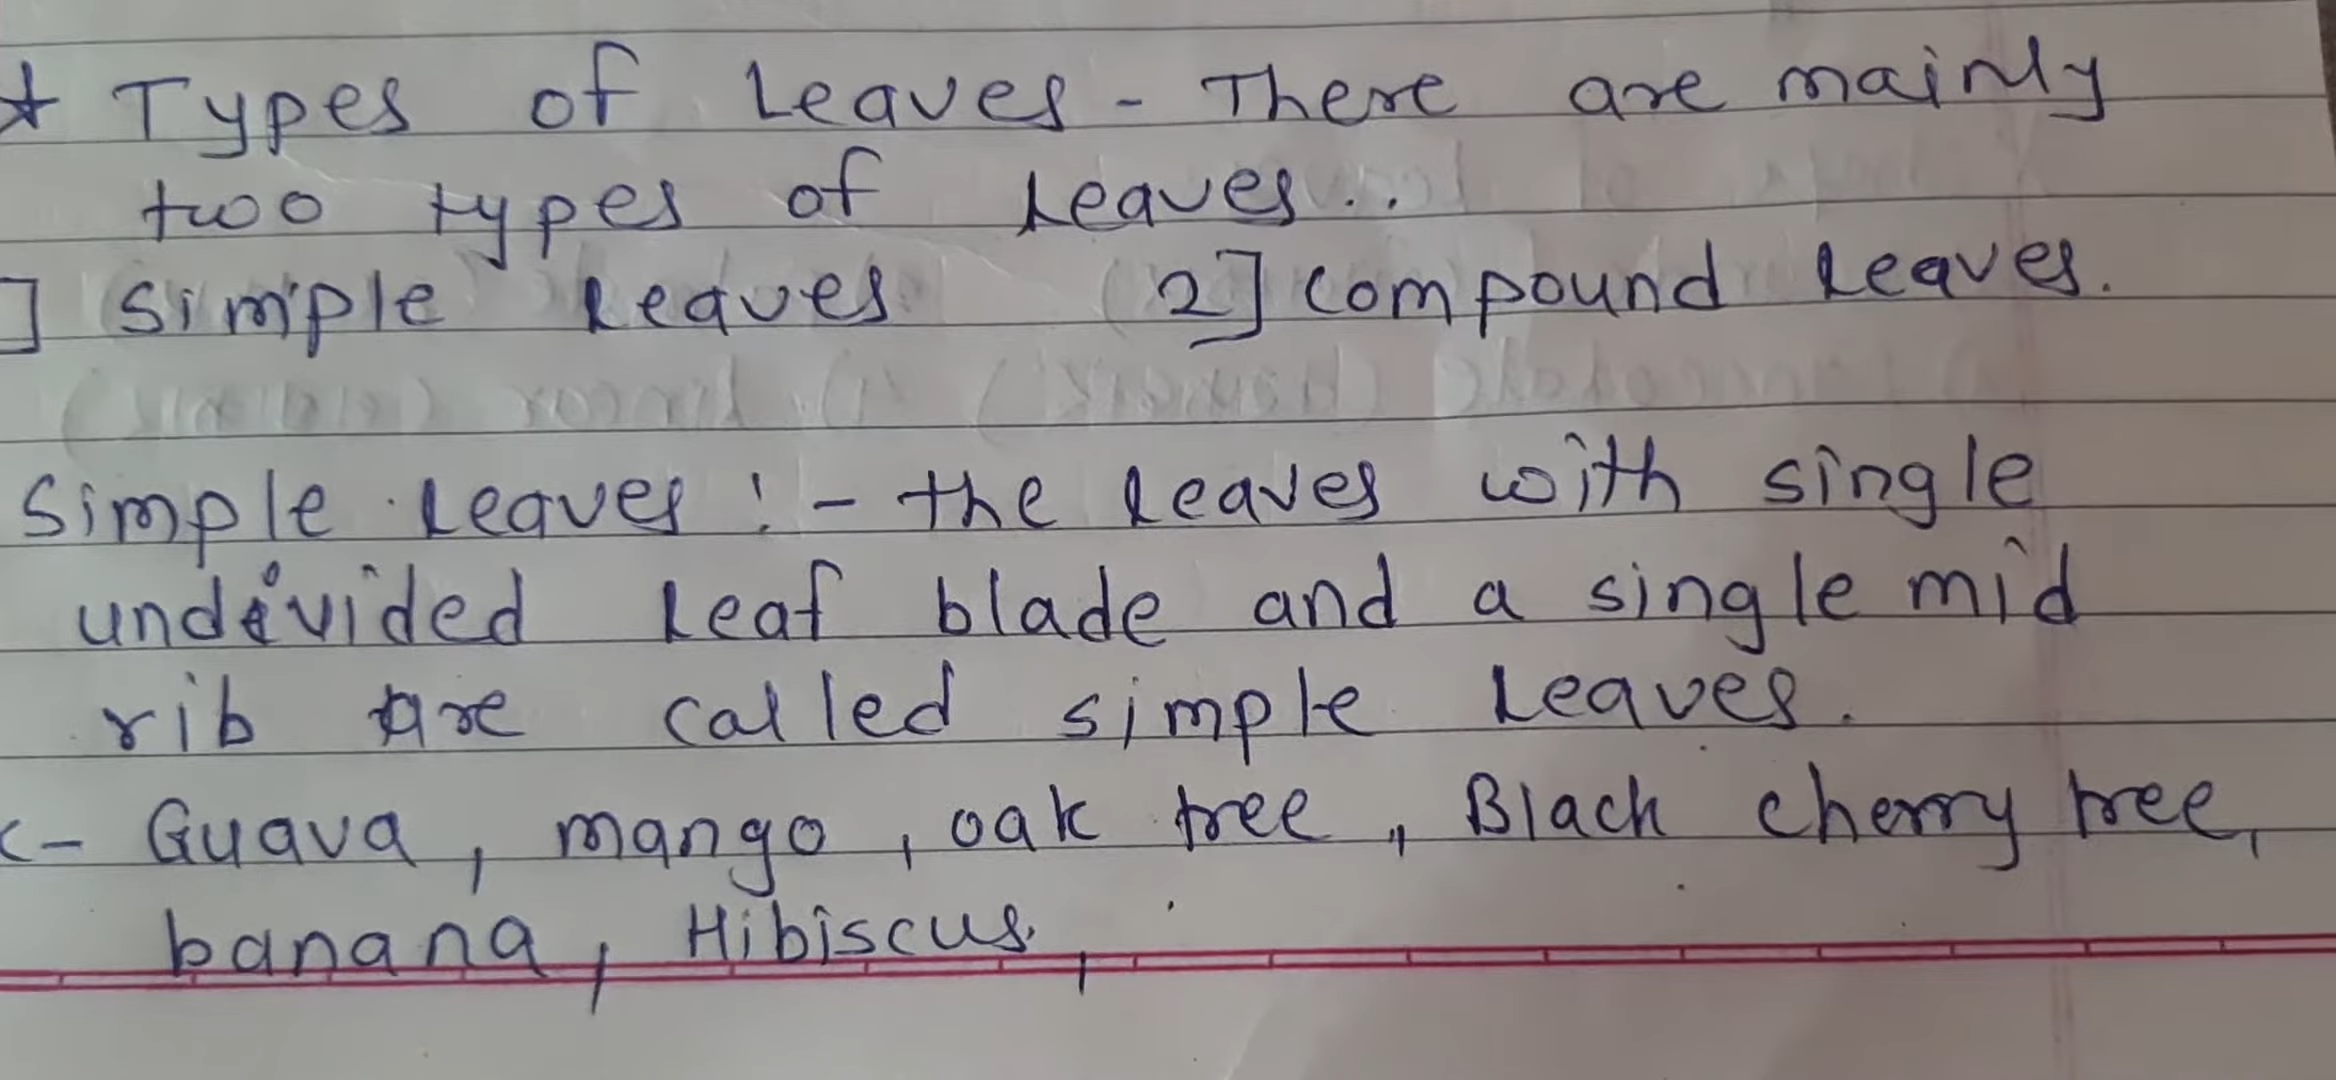 * Types of Leaves - There are mainly
two types of Leaves..
] Simple Leaves 2] compound Leaves.
Simple Leaves :- the Leaves with single
undivided Leaf blade and a single mid
rib are called simple Leaves.
- Guava, mango, oak tree, Black cherry tree,
banana, Hibiscus,